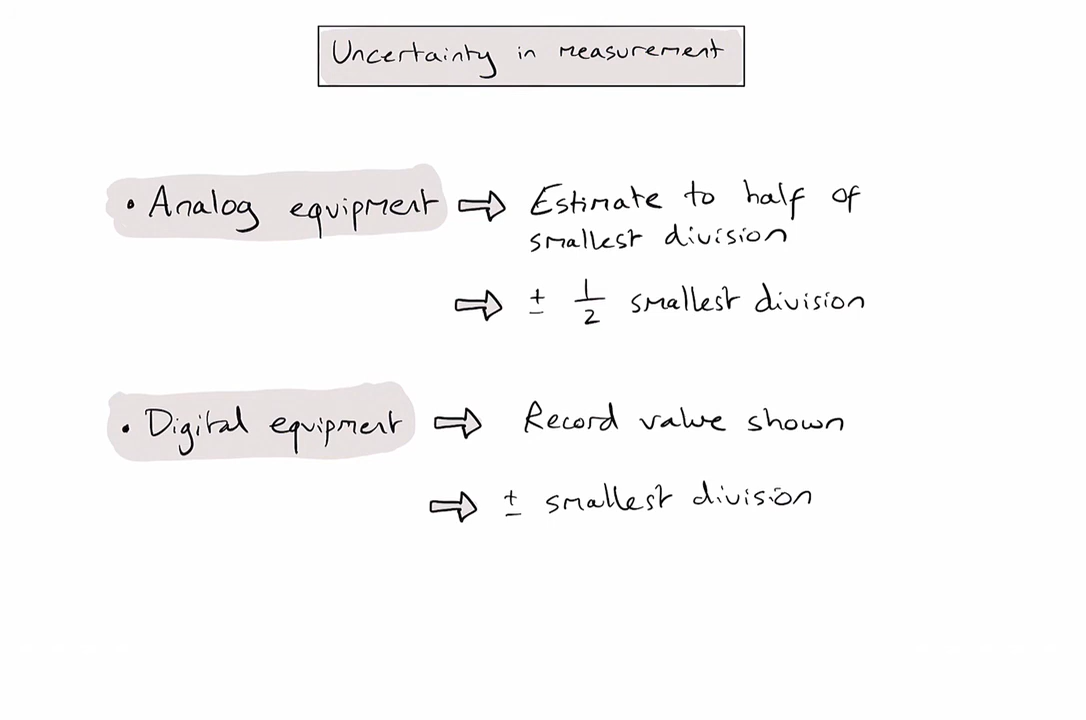 Uncertainty in measurement
• Analog equipment ⇨ Estimate to half of
smallest division
⇨ ± 1/2 smallest division
• Digital equipment ⇨ Record value shown
⇨ ± smallest division